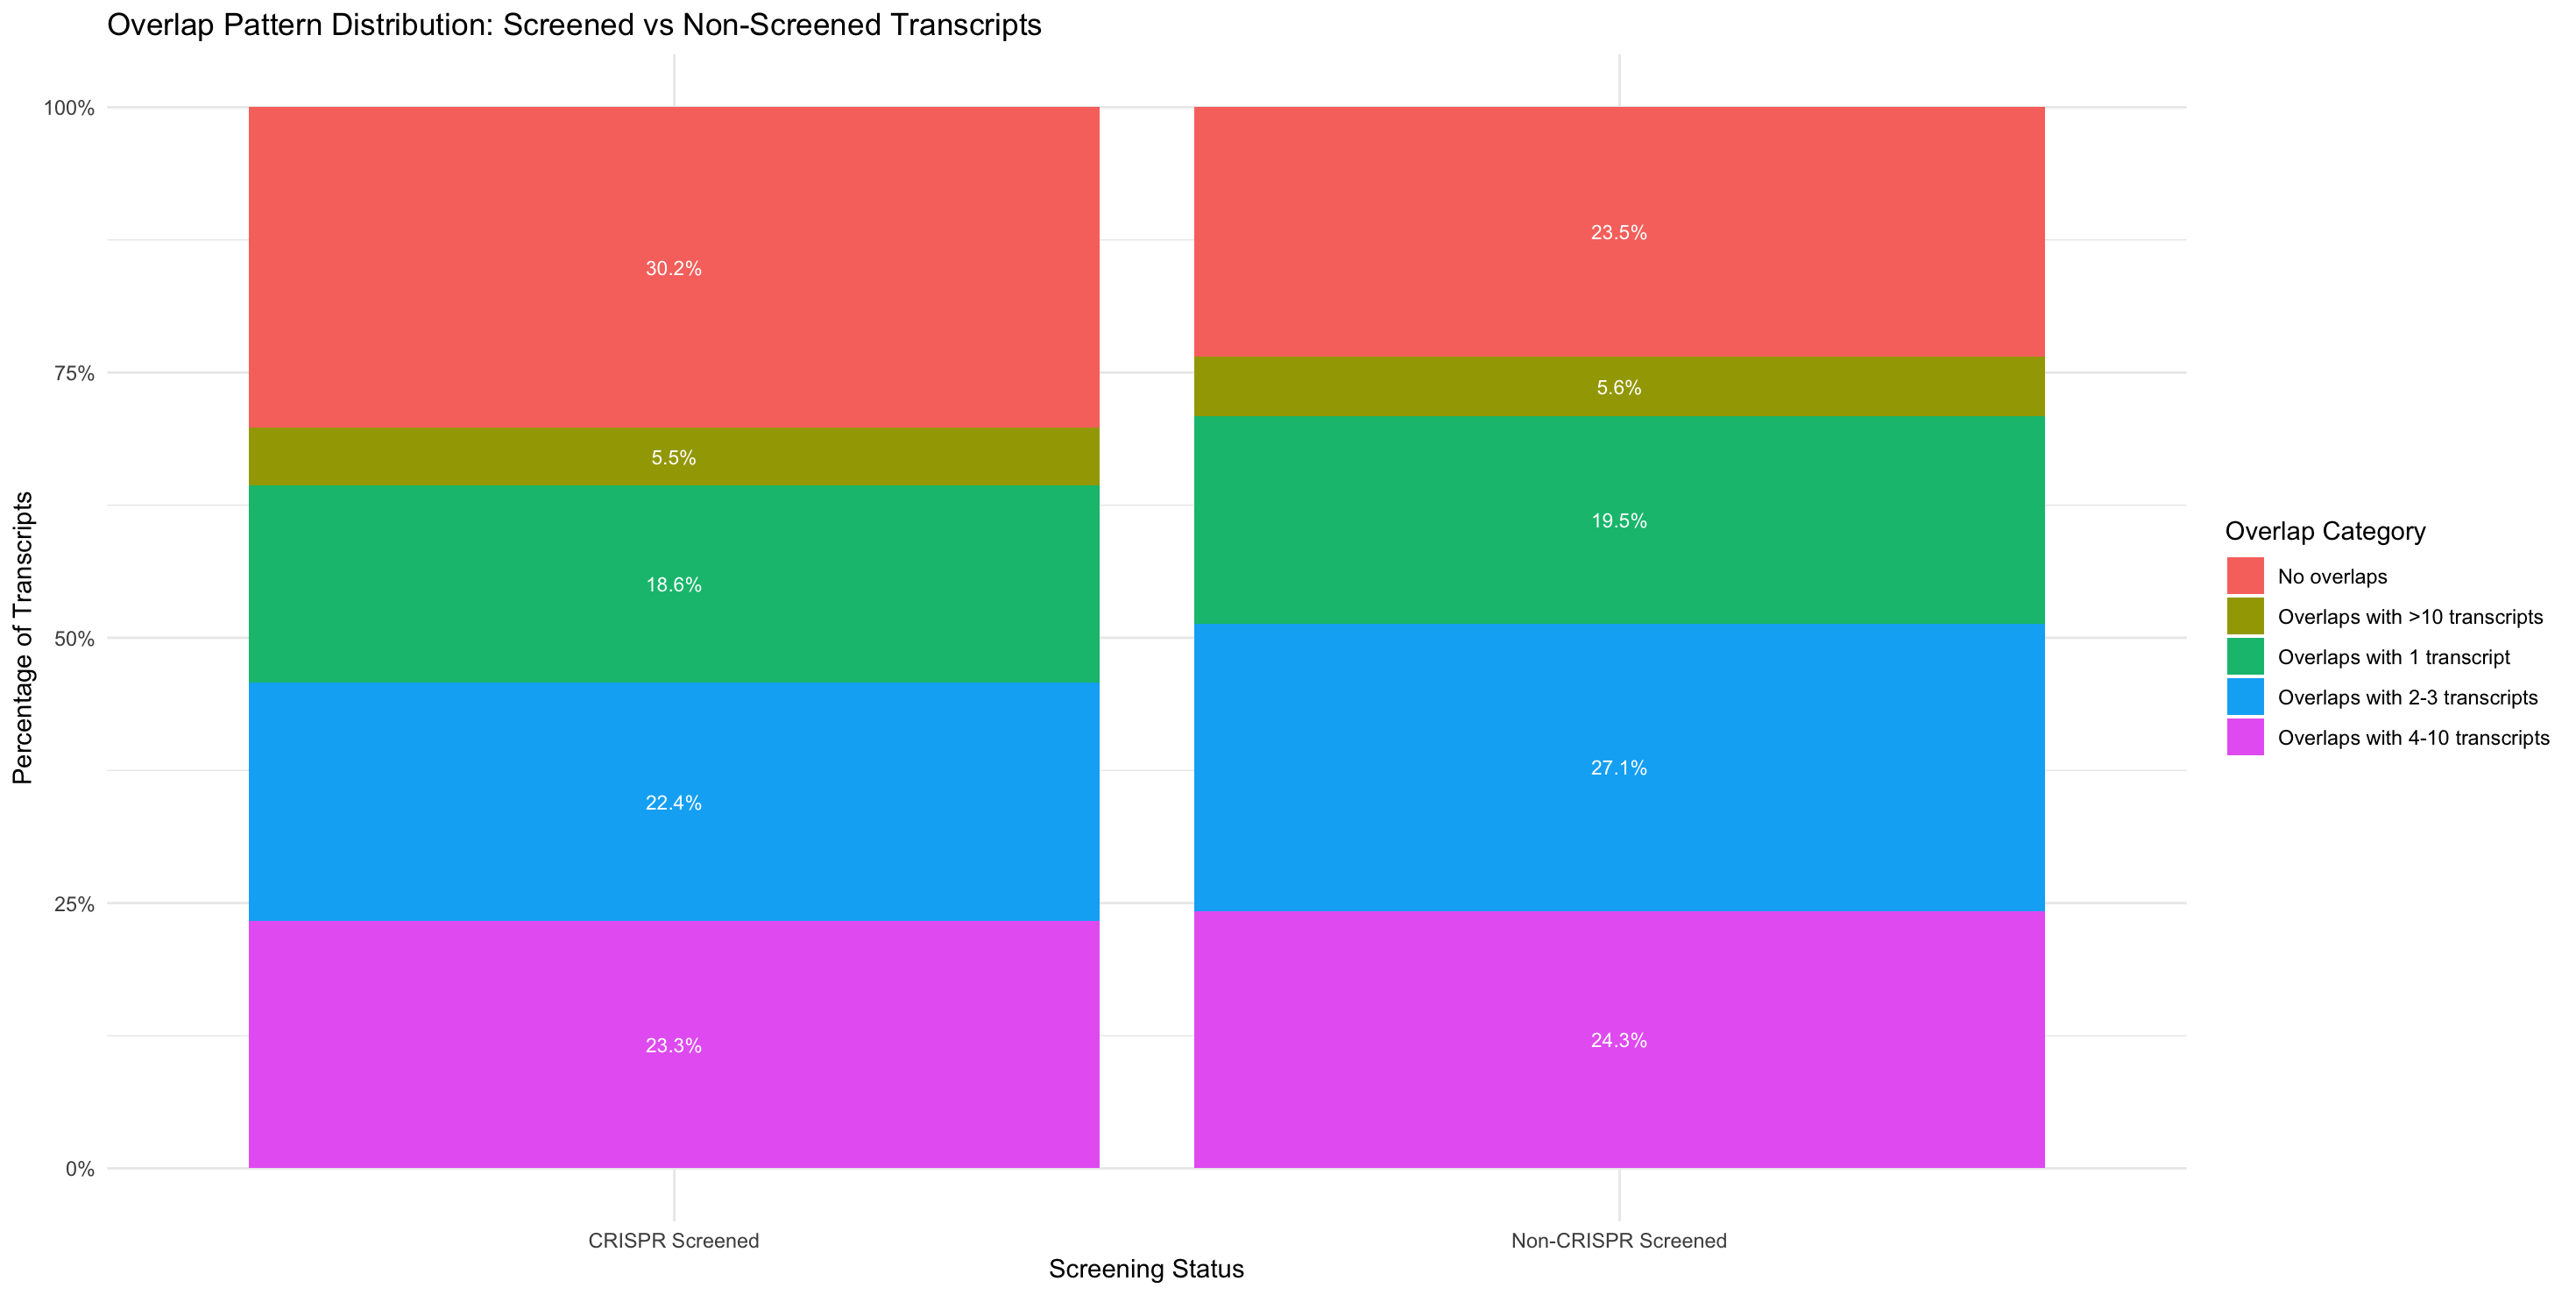 Overlap Pattern Distribution: Screened vs Non-Screened Transcripts
Percentage of Transcripts
100%
75%
50%
25%
0%
30.2%
5.5%
18.6%
22.4%
23.3%
23.5%
5.6%
19.5%
27.1%
24.3%
CRISPR Screened
Non-CRISPR Screened
Screening Status
Overlap Category
No overlaps
Overlaps with >10 transcripts
Overlaps with 1 transcript
Overlaps with 2-3 transcripts
Overlaps with 4-10 transcripts